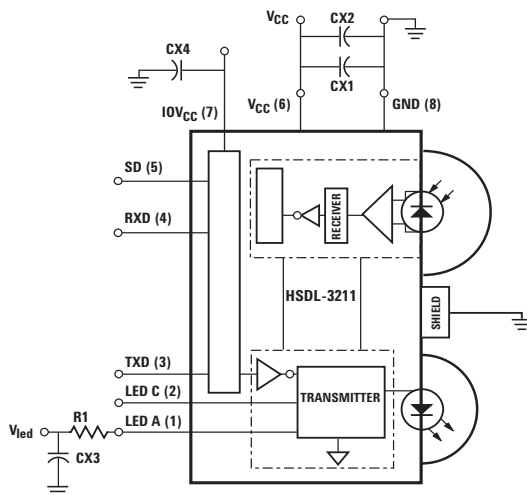 VCC
CX2
CX4
CX1
IOVCC (7)
VCC (6)
GND (8)
SD (5)
RXD (4)
RECEIVER
HSDL-3211
SHIELD
TXD (3)
LED C (2)
TRANSMITTER
R1
LED A (1)
Vled
CX3